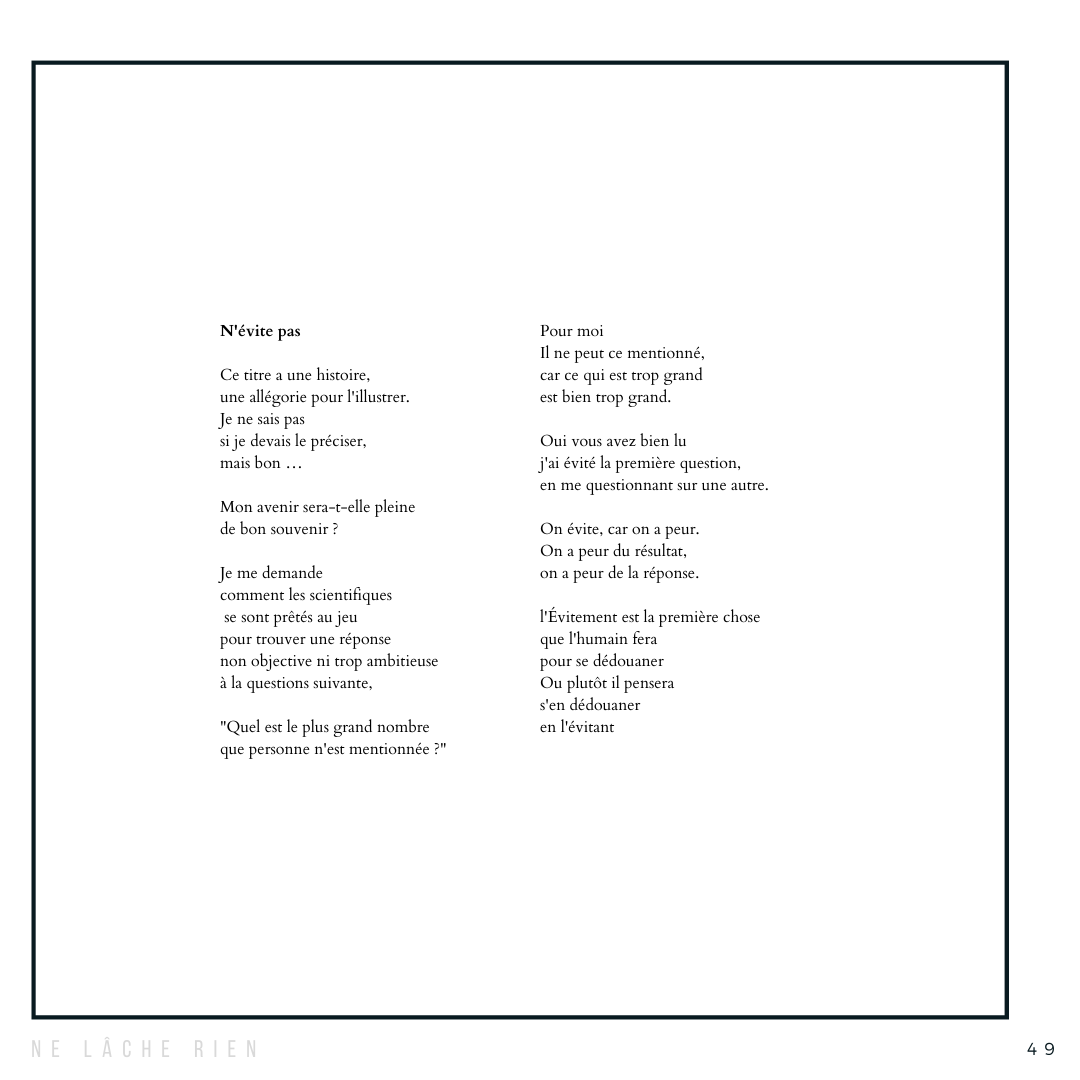 N'évite pas
Ce titre a une histoire,
une allégorie pour l'illustrer.
Je ne sais pas
si je devais le préciser,
mais bon …
Mon avenir sera-t-elle pleine
de bon souvenir ?
Je me demande
comment les scientifiques
se sont prêtés au jeu
pour trouver une réponse
non objective ni trop ambitieuse
à la questions suivante,
"Quel est le plus grand nombre
que personne n'est mentionnée ?"
Pour moi
Il ne peut ce mentionné,
car ce qui est trop grand
est bien trop grand.
Oui vous avez bien lu
j'ai évité la première question,
en me questionnant sur une autre.
On évite, car on a peur.
On a peur du résultat,
on a peur de la réponse.
l'Évitement est la première chose
que l'humain fera
pour se dédouaner
Ou plutôt il pensera
s'en dédouaner
en l'évitant
NE LÂCHE RIEN
49